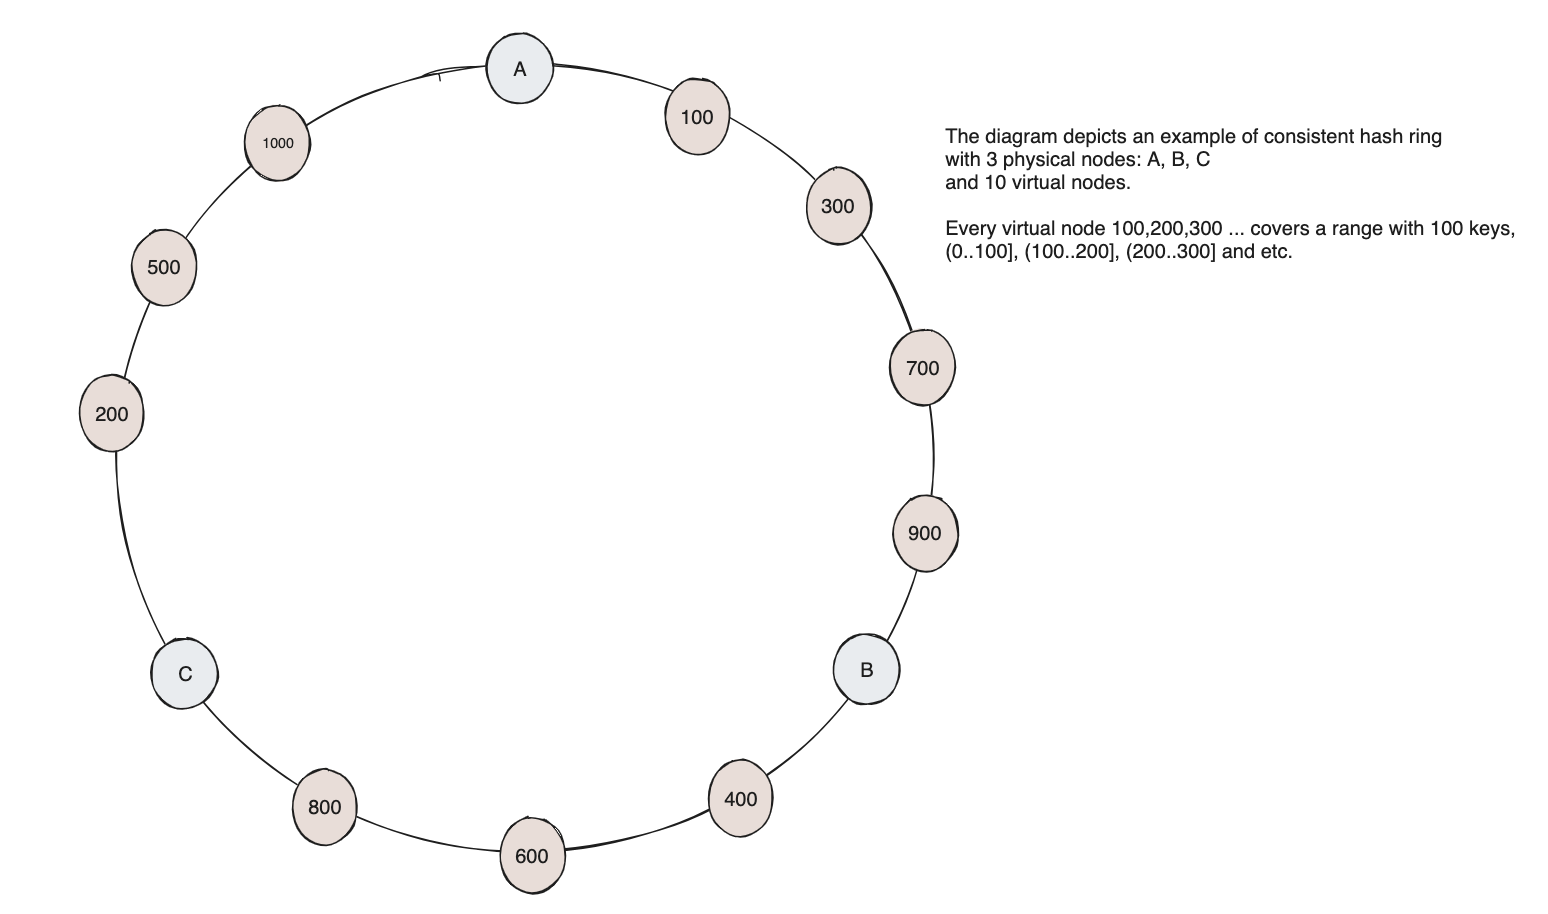 A
100
1000
The diagram depicts an example of consistent hash ring
with 3 physical nodes: A, B, C
and 10 virtual nodes.
300
Every virtual node 100,200,300 ... covers a range with 100 keys,
(0..100], (100..200], (200..300] and etc.
500
700
200
900
B
C
400
800
600